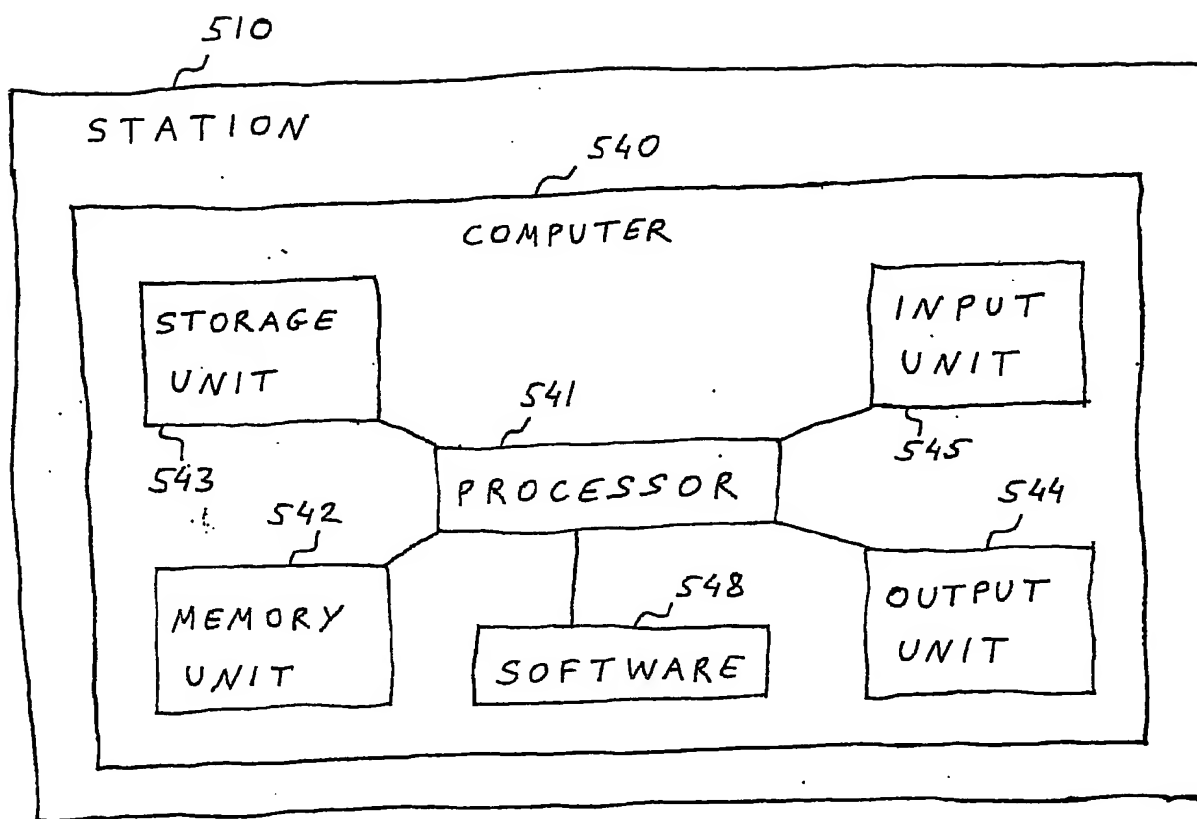 510
STATION
540
COMPUTER
STORAGE
UNIT
543
INPUT
UNIT
545
541
PROCESSOR
542
MEMORY
UNIT
548
SOFTWARE
544
OUTPUT
UNIT